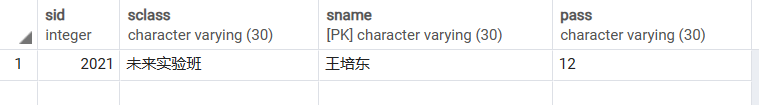 sid sclass sname pass
integer character varying (30) [PK] character varying (30) character varying (30)
1 2021 未来实验班 王培东 12